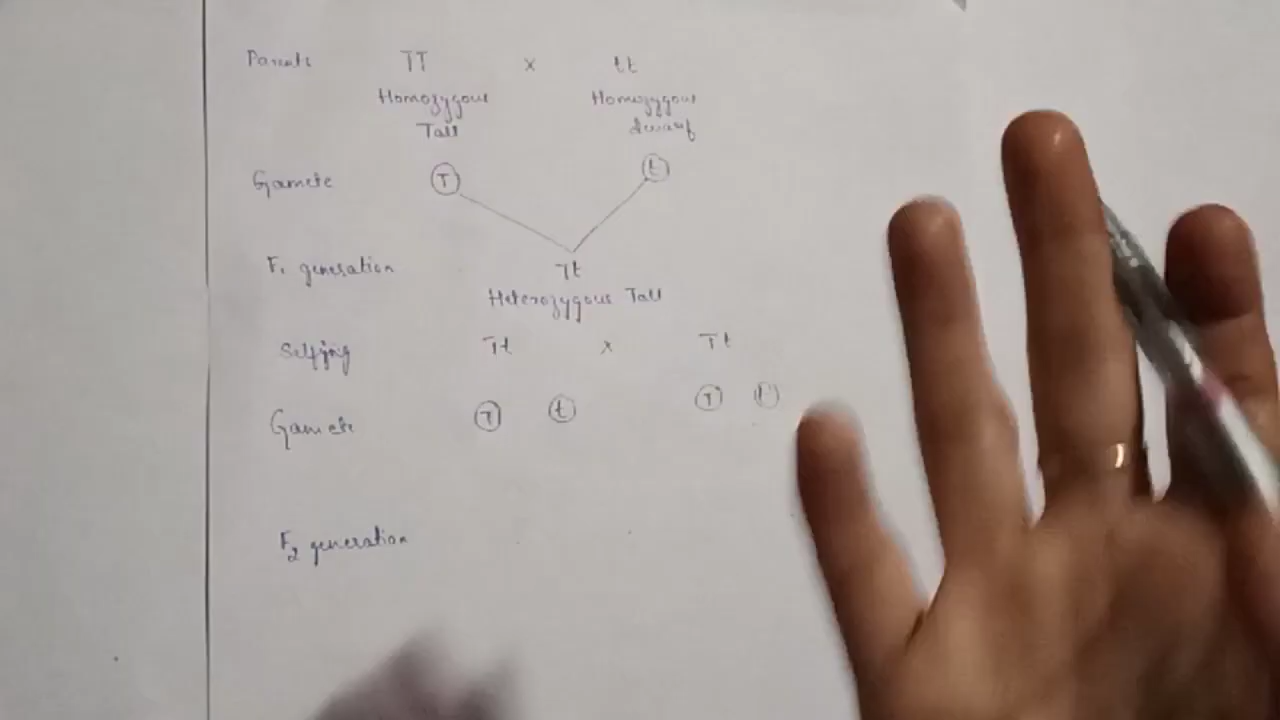 Parents TT x tt
Homozygous Homozygous
Tall dwarf
Gamete T t
F1 generation Tt
Heterozygous Tall
Selfing Tt x Tt
Gamete T t T t
F2 generation